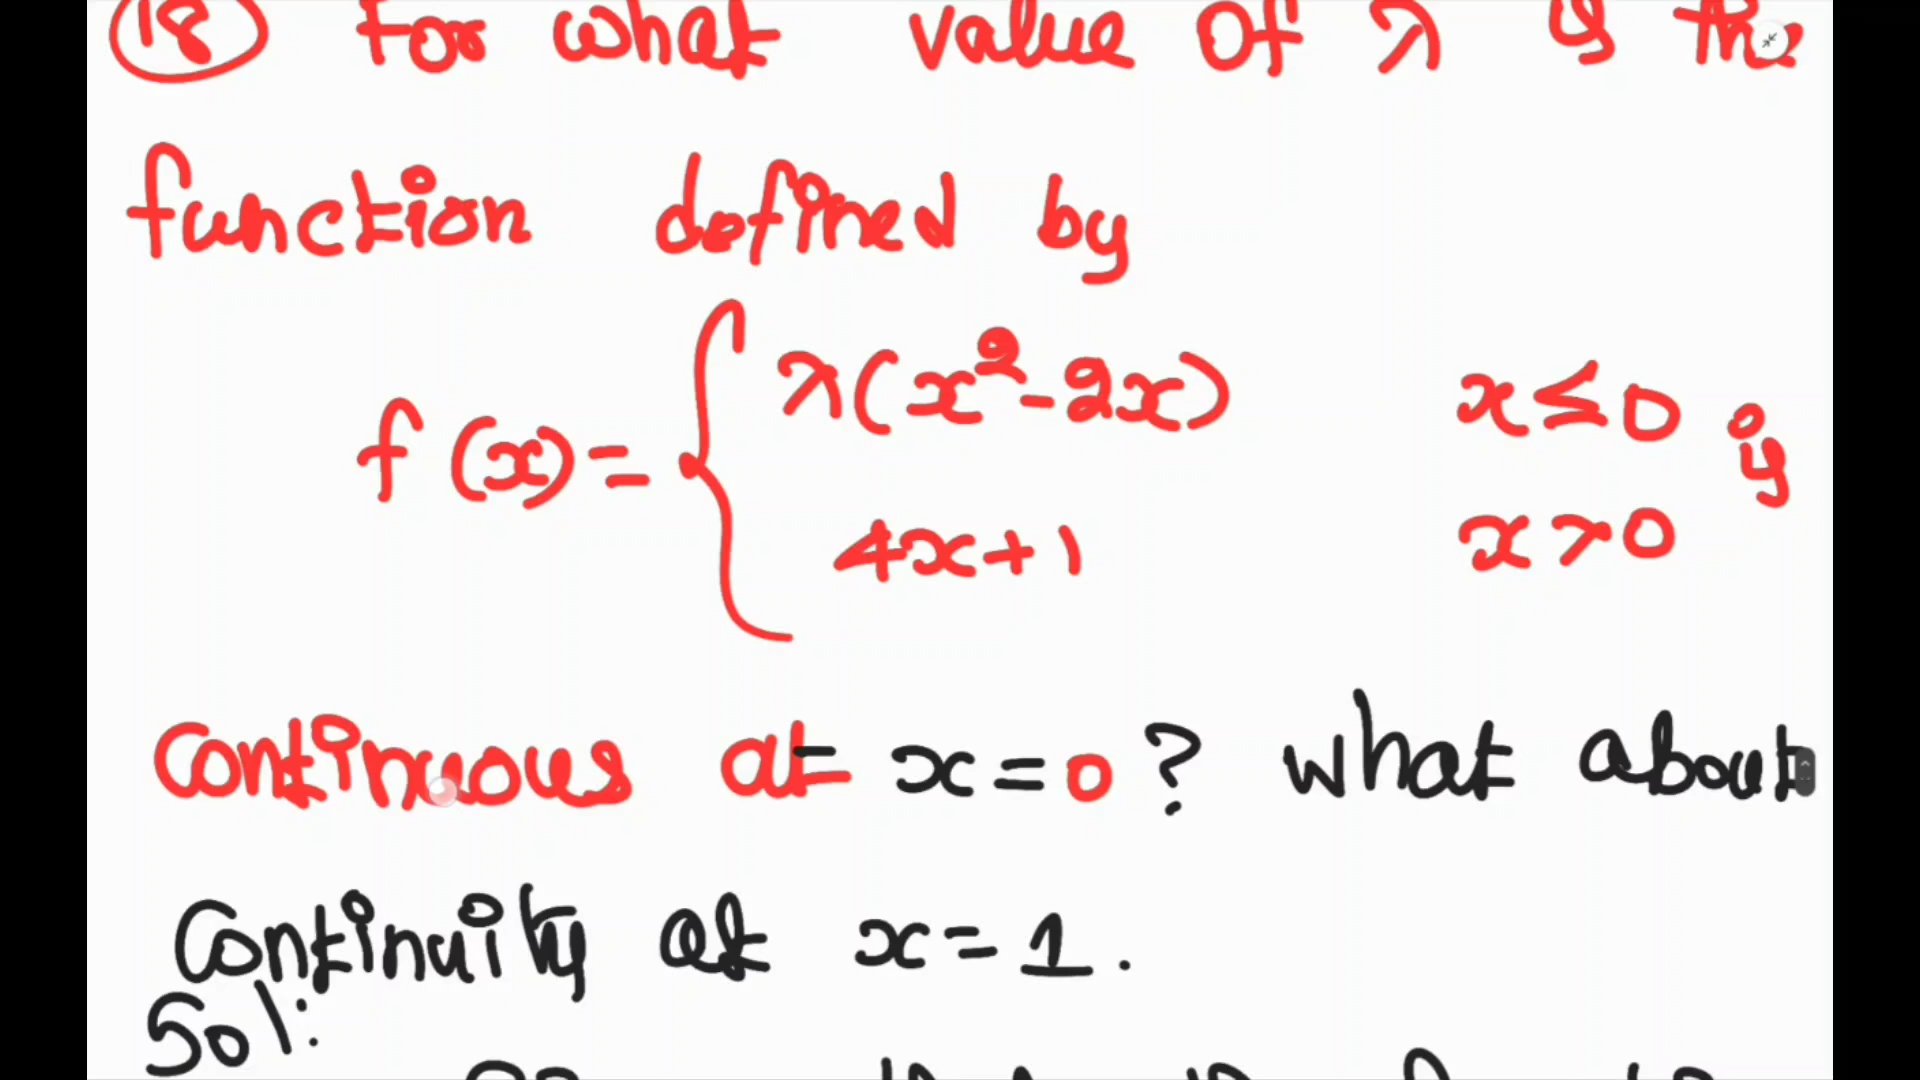 18 For what value of λ is the
function defined by
f(x) = { λ(x²-2x) x≤0 is
4x+1 x>0
continuous at x=0? what about
continuity at x=1.
Sol: